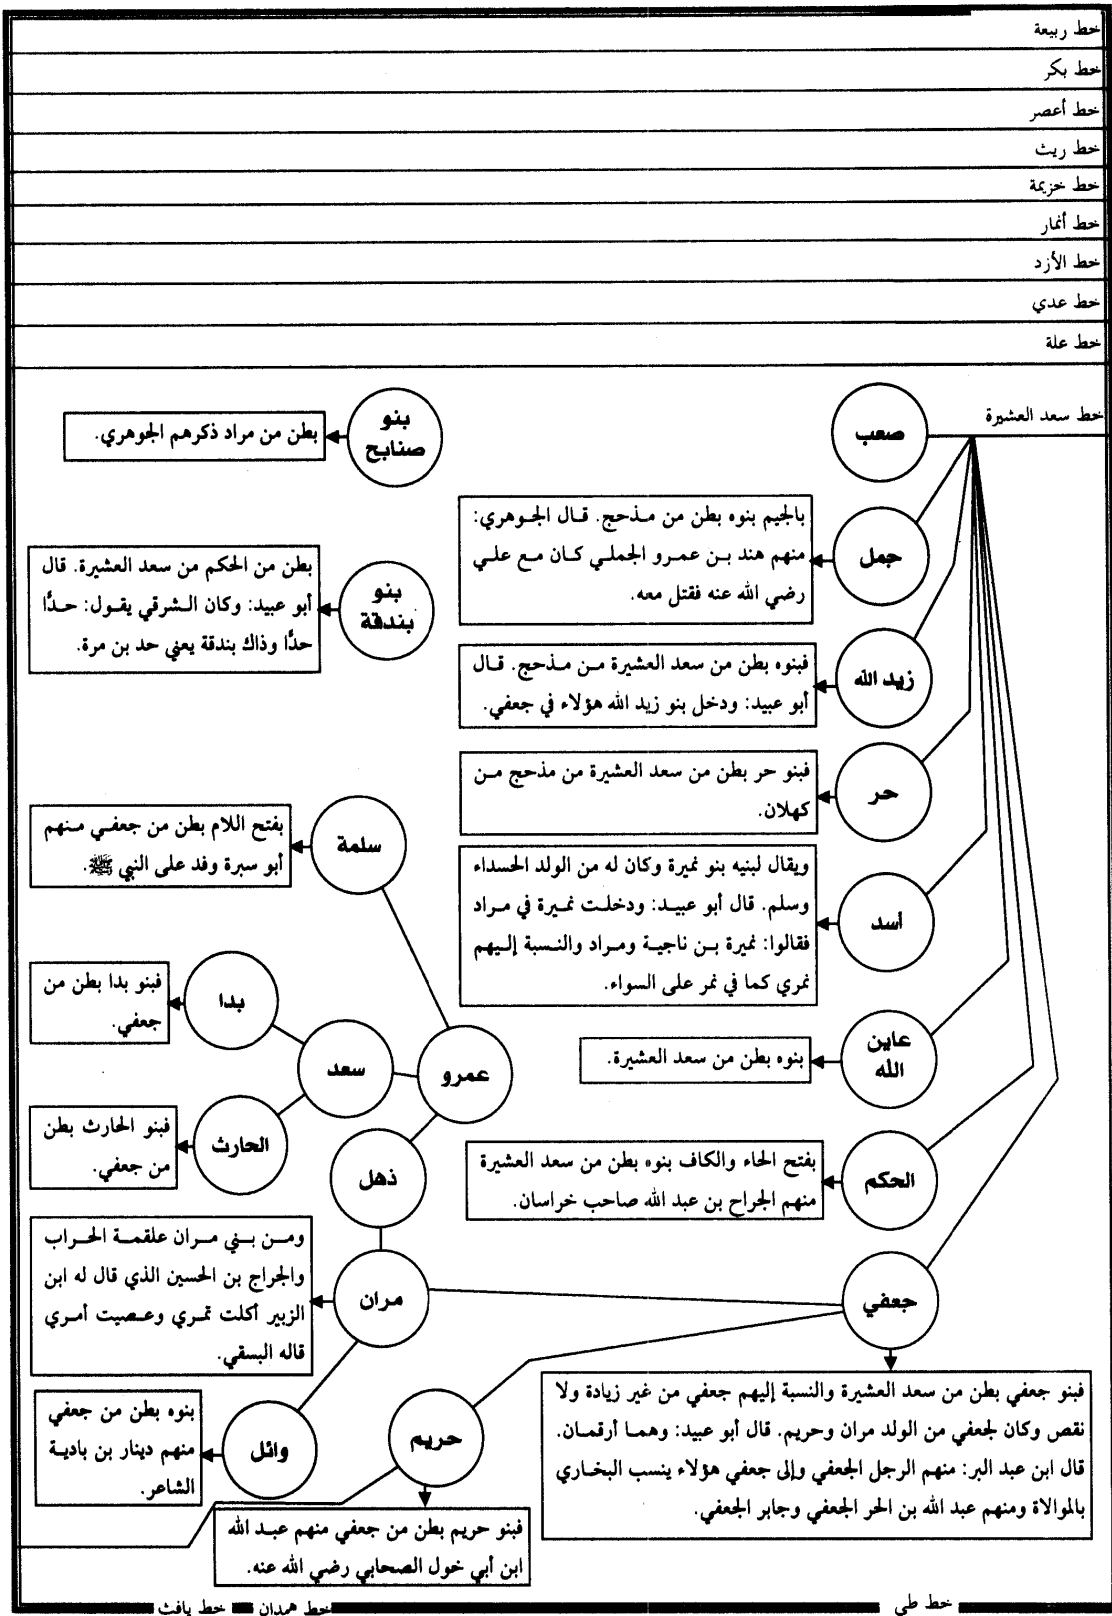 خط ربيعة
خط بكر
خط أعصر
خط ريث
خط خزيمة
خط أنمار
خط الأزد
خط عدي
خط علة
خط سعد العشيرة
صعب
بنو
صنابح
بطن من مراد ذكرهم الجوهري.
جمل
بالجيم بنوه بطن من مذحج. قال الجوهري:
منهم هند بن عمرو الجملي كان مع علي
رضي الله عنه فقتل معه.
بنو
بندقة
بطن من الحكم من سعد العشيرة. قال
أبو عبيد: وكان الشرقي يقول: حدًّا
حدًّا وذاك بندقة يعني حد بن مرة.
زيد الله
فبنوه بطن من سعد العشيرة من مذحج. قال
أبو عبيد: ودخل بنو زيد الله هؤلاء في جعفي.
حر
فبنو حر بطن من سعد العشيرة من مذحج من
كهلان.
سلمة
بفتح اللام بطن من جعفي منهم
أبو سبرة وفد على النبي ﷺ.
أسد
ويقال لبنيه بنو نميرة وكان له من الولد الحسداء
وسلم. قال أبو عبيد: ودخلت نميرة في مراد
فقالوا: نميرة بن ناجية ومراد والنسبة إليهم
نمري كما في نمر على السواء.
بدا
فبنو بدا بطن من
جعفي.
عاين
الله
بنوه بطن من سعد العشيرة.
عمرو
سعد
الحارث
فبنو الحارث بطن
من جعفي.
ذهل
الحكم
بفتح الحاء والكاف بنوه بطن من سعد العشيرة
منهم الجراح بن عبد الله صاحب خراسان.
مران
ومن بني مران علقمة الحراب
والجراج بن الحسين الذي قال له ابن
الزبير أكلت تمري وعصيت أمري
قاله البسقي.
جعفي
فبنو جعفي بطن من سعد العشيرة والنسبة إليهم جعفي من غير زيادة ولا
نقص وكان لجعفي من الولد مران وحريم. قال أبو عبيد: وهما أرقمان.
قال ابن عبد البر: منهم الرجل الجعفي وإلى جعفي هؤلاء ينسب البخاري
بالموالاة ومنهم عبد الله بن الحر الجعفي وجابر الجعفي.
حريم
فبنو حريم بطن من جعفي منهم عبد الله
ابن أبي خول الصحابي رضي الله عنه.
وائل
بنوه بطن من جعفي
منهم دينار بن بادية
الشاعر.
خط طي
خط همدان
خط يافث